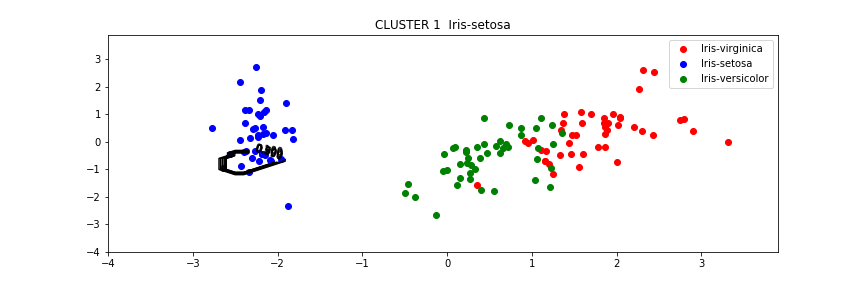 CLUSTER 1 Iris-setosa
Iris-virginica
Iris-setosa
Iris-versicolor
3
2
1
0
−1
−2
−3
−4
−4 −3 −2 −1 0 1 2 3